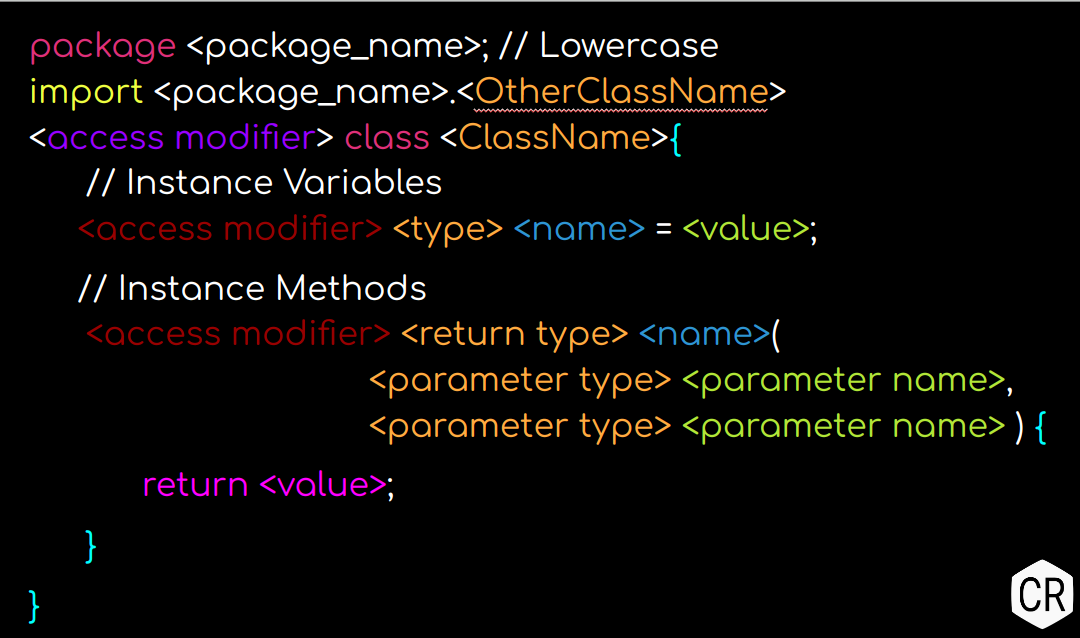 package <package_name>; // Lowercase
import <package_name>.<OtherClassName>
<access modifier> class <ClassName>{
// Instance Variables
<access modifier> <type> <name> = <value>;
// Instance Methods
<access modifier> <return type> <name>(
<parameter type> <parameter name>,
<parameter type> <parameter name> ) {
return <value>;
}
}
CR